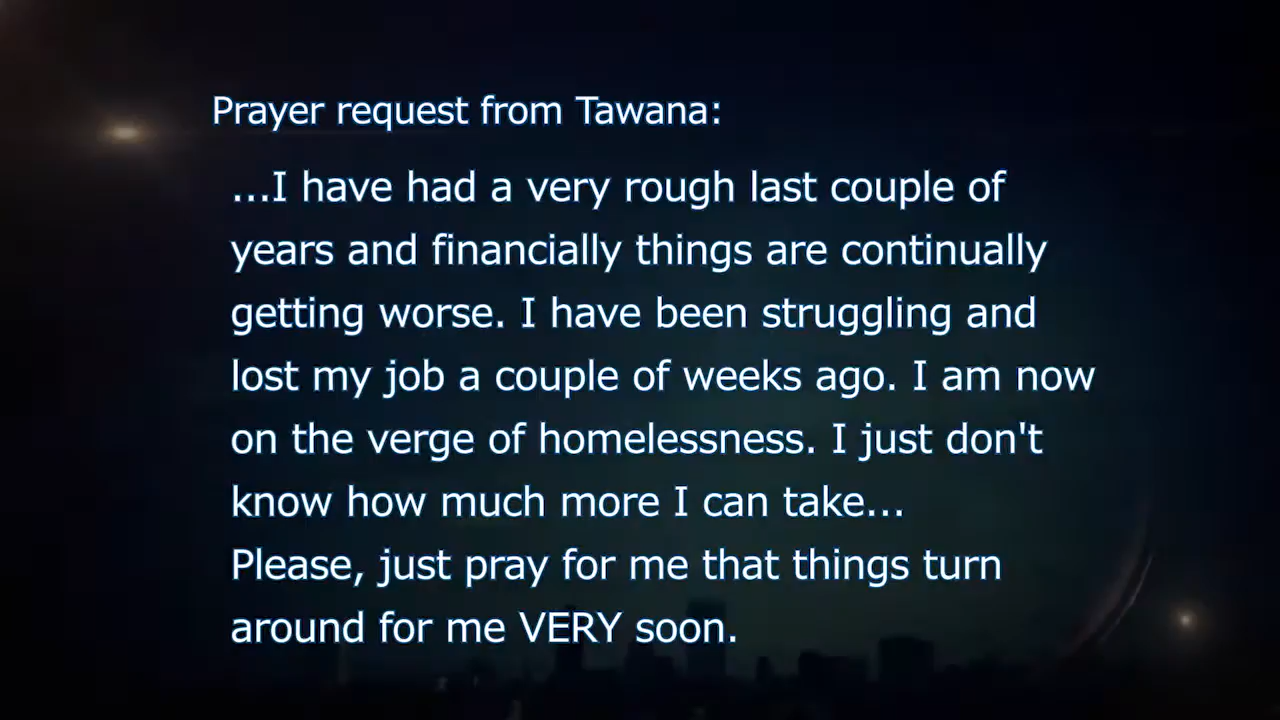 Prayer request from Tawana:
...I have had a very rough last couple of
years and financially things are continually
getting worse. I have been struggling and
lost my job a couple of weeks ago. I am now
on the verge of homelessness. I just don't
know how much more I can take...
Please, just pray for me that things turn
around for me VERY soon.